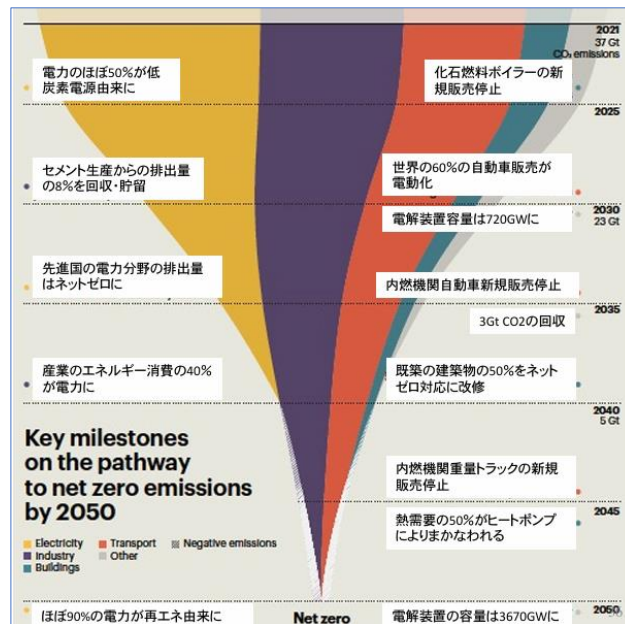 2021
37 Gt
CO₂ emissions
電力のほぼ50%が低
炭素電源由来に
化石燃料ボイラーの新
規販売停止
2025
セメント生産からの排出量
の8%を回収・貯留
世界の60%の自動車販売が
電動化
2030
23 Gt
電解装置容量は720GWに
先進国の電力分野の排出量
はネットゼロに
内燃機関自動車新規販売停止
2035
3Gt CO2の回収
産業のエネルギー消費の40%
が電力に
既築の建築物の50%をネット
ゼロ対応に改修
2040
5 Gt
Key milestones
on the pathway
to net zero emissions
by 2050
内燃機関重量トラックの新規
販売停止
2045
熱需要の50%がヒートポンプ
によりまかなわれる
Electricity Transport Negative emissions
Industry Other
Buildings
2050
ほぼ90%の電力が再エネ由来に
Net zero
電解装置の容量は3670GWに